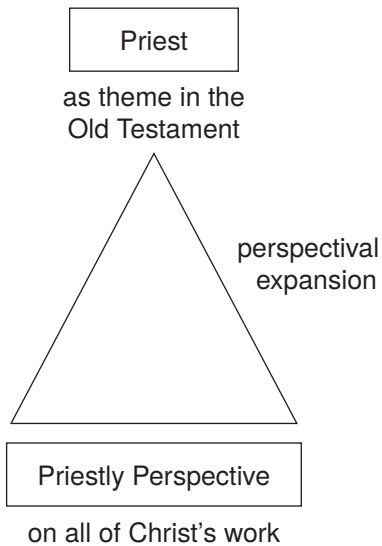 Priest
as theme in the
Old Testament
perspectival
expansion
Priestly Perspective
on all of Christ's work